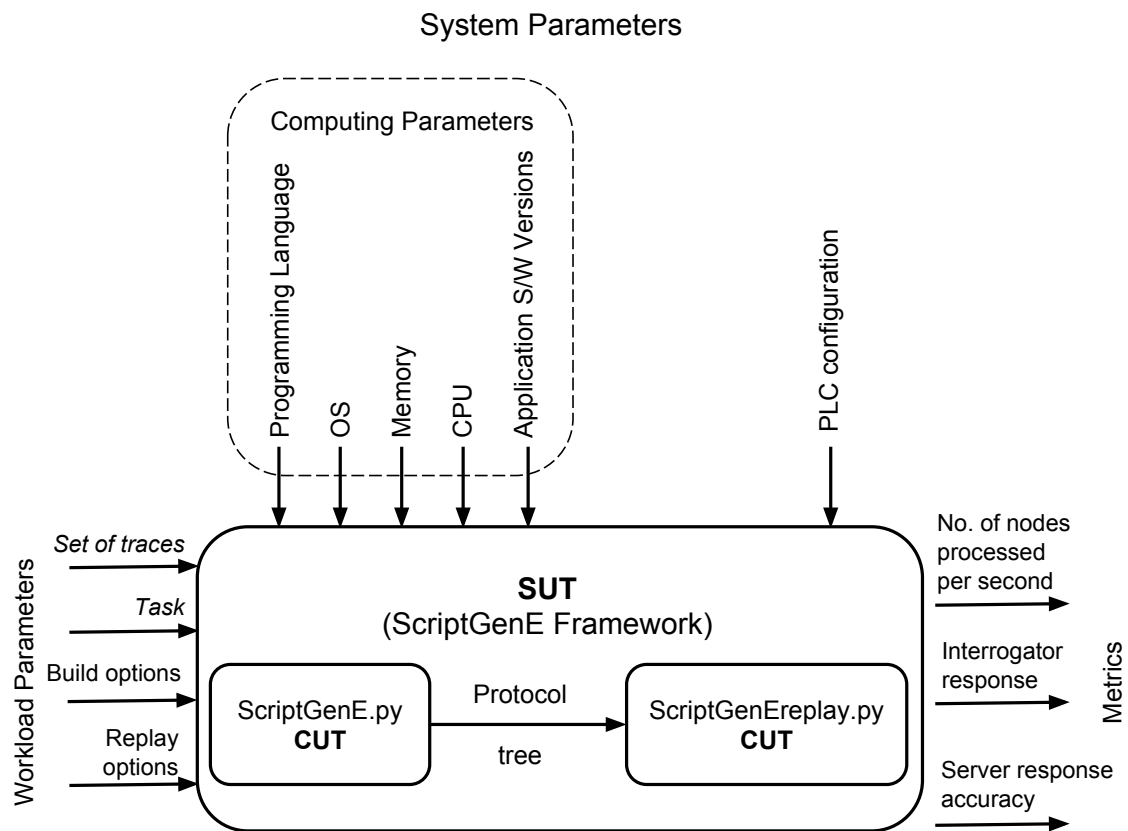 System Parameters
Computing Parameters
Programming Language
OS
Memory
CPU
Application S/W Versions
PLC configuration
Workload Parameters
Set of traces
Task
Build options
Replay
options
SUT
(ScriptGenE Framework)
ScriptGenE.py
CUT
Protocol
tree
ScriptGenEreplay.py
CUT
No. of nodes
processed
per second
Interrogator
response
Server response
accuracy
Metrics